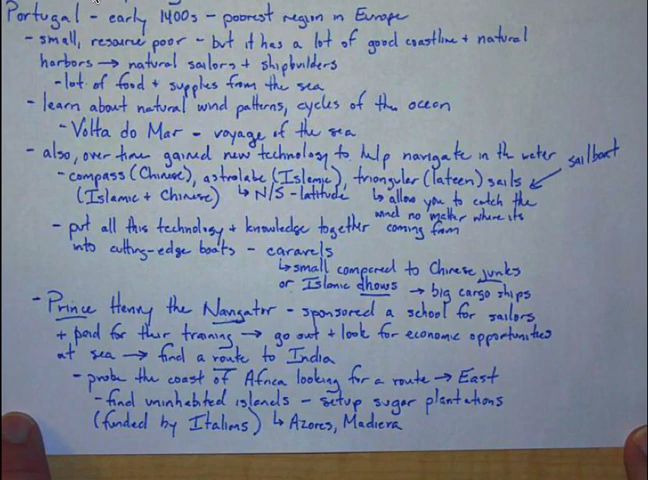 Portugal - early 1400s - poorest region in Europe
- small, resource poor - but it has a lot of good coastline + natural
harbors → natural sailors + shipbuilders
- lot of food + supplies from the sea
- learn about natural wind patterns, cycles of the ocean
- Volta do Mar - voyage of the sea
- also, over time gained new technology to help navigate in the water
sailboat
- compass (Chinese), astrolabe (Islamic), triangular (lateen) sails
(Islamic + Chinese) ↳ N/S - latitude ↳ allow you to catch the
wind no matter where its
coming from
- put all this technology + knowledge together
into cutting-edge boats - caravels
↳ small compared to Chinese junks
or Islamic dhows → big cargo ships
- Prince Henry the Navigator - sponsored a school for sailors
+ paid for their training → go out + look for economic opportunities
at sea → find a route to India
- probe the coast of Africa looking for a route → East
- find uninhabited islands - setup sugar plantations
(funded by Italians) ↳ Azores, Madiera